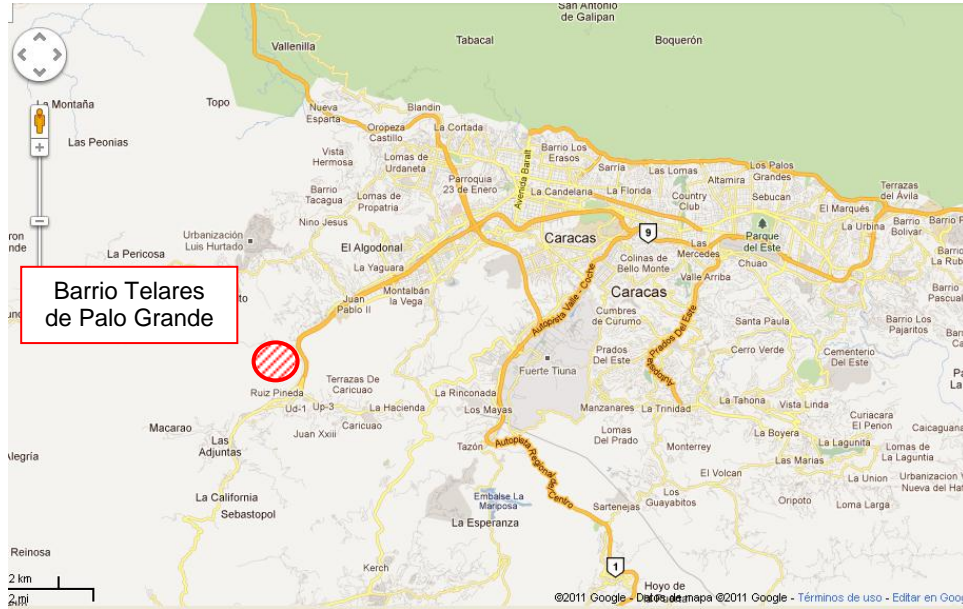 San Antonio
de Galipan
Tabacal
Boquerón
Vallenilla
La Montaña
Topo
Nueva
Esparta
Blandin
Las Peonias
Oropeza
Castillo
La Cortada
Barrio Los
Erasos
Vista
Hermosa
Lomas de
Urdaneta
Avenida Baralt
Sarría
Las Lomas
Los Palos
Grandes
Parroquia
23 de Enero
Altamira
Barrio
Tacagua
Lomas de
Propatria
La Candelaria
La Florida
Country
Club
Sebucan
Terrazas
del Ávila
El Marqués
Nino Jesus
La Urbina
Barrio
Bolivar
Urbanización
Luis Hurtado
El Algodonal
Caracas
9
Las
Mercedes
Parque
del Este
La Pericosa
La Yaguara
Colinas de
Bello Monte
Chuao
Valle Arriba
Barrio Telares
de Palo Grande
Juan
Pablo II
Montalbán
la Vega
Caracas
Autopista Valle - Coche
Cumbres
de Curumo
Santa Paula
Barrio Los
Pajaritos
Autopista Prados Del Este
Prados
Del Este
Cerro Verde
Cementerio
Del Este
Fuerte Tiuna
Ruiz Pineda
Terrazas De
Caricuao
La Rinconada
Ud-1
Up-3
La Hacienda
Los Mayas
Manzanares
La Trinidad
La Tahona
Vista Linda
Caricuao
Juan Xxiii
Macarao
Las
Adjuntas
Lomas
Del Prado
Curiacara
El Penon
La Boyera
La Lagunita
Tazón
Autopista Regional del Centro
Monterrey
Lomas de
La Laguntia
Las Marias
El Volcan
La Union
Urbanizacion
Nueva del
La California
Sebastopol
Embalse La
Mariposa
Los
Guayabitos
Oripoto
Loma Larga
Sartenejas
La Esperanza
Reinosa
Kerch
1
2 km
2 mi
Hoyo de
la Puerta
©2011 Google - Datos de mapa ©2011 Google - Términos de uso - Editar en